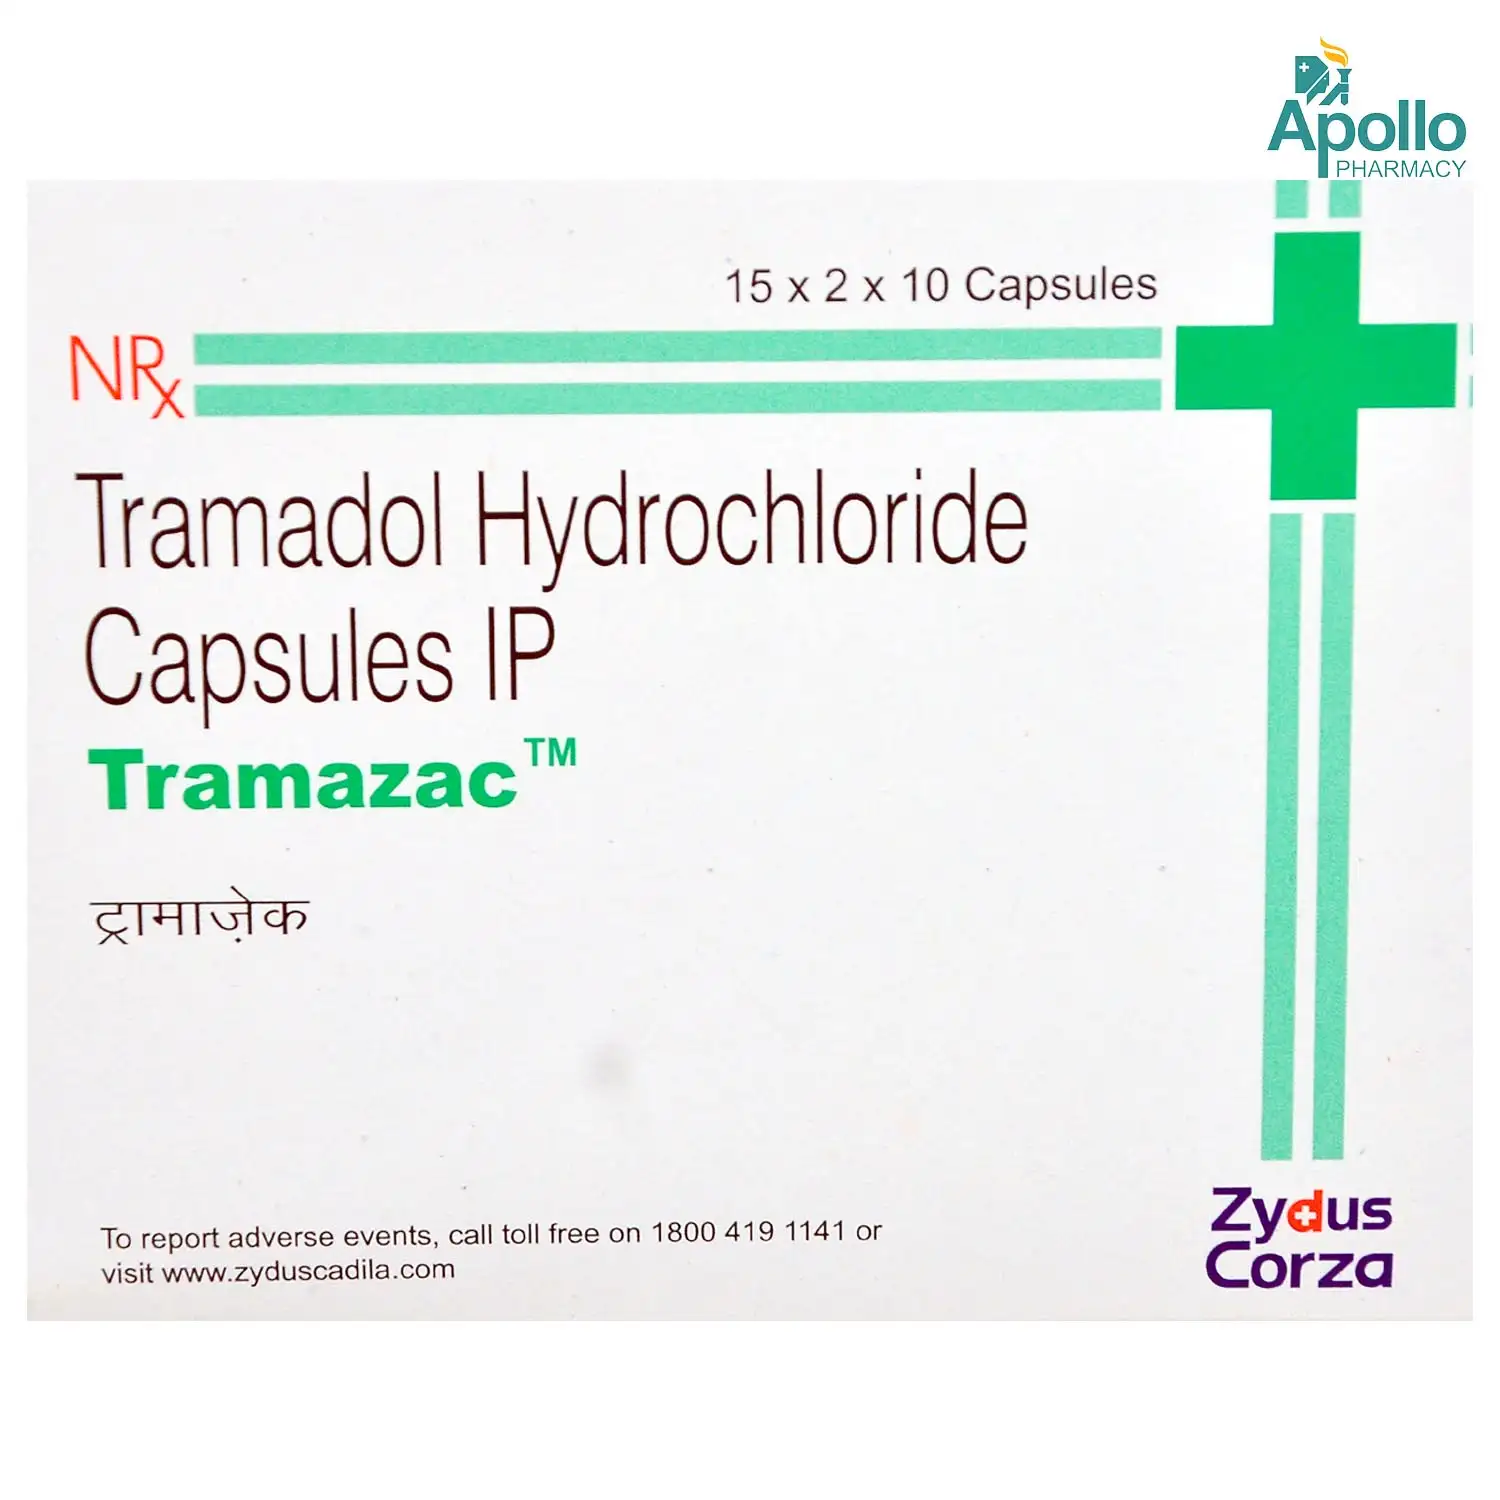 Apollo
PHARMACY
15 x 2 x 10 Capsules
NRx
Tramadol Hydrochloride
Capsules IP
Tramazac™
ट्रामाज़ेक
To report adverse events, call toll free on 1800 419 1141 or
visit www.zyduscadila.com
Zydus
Corza